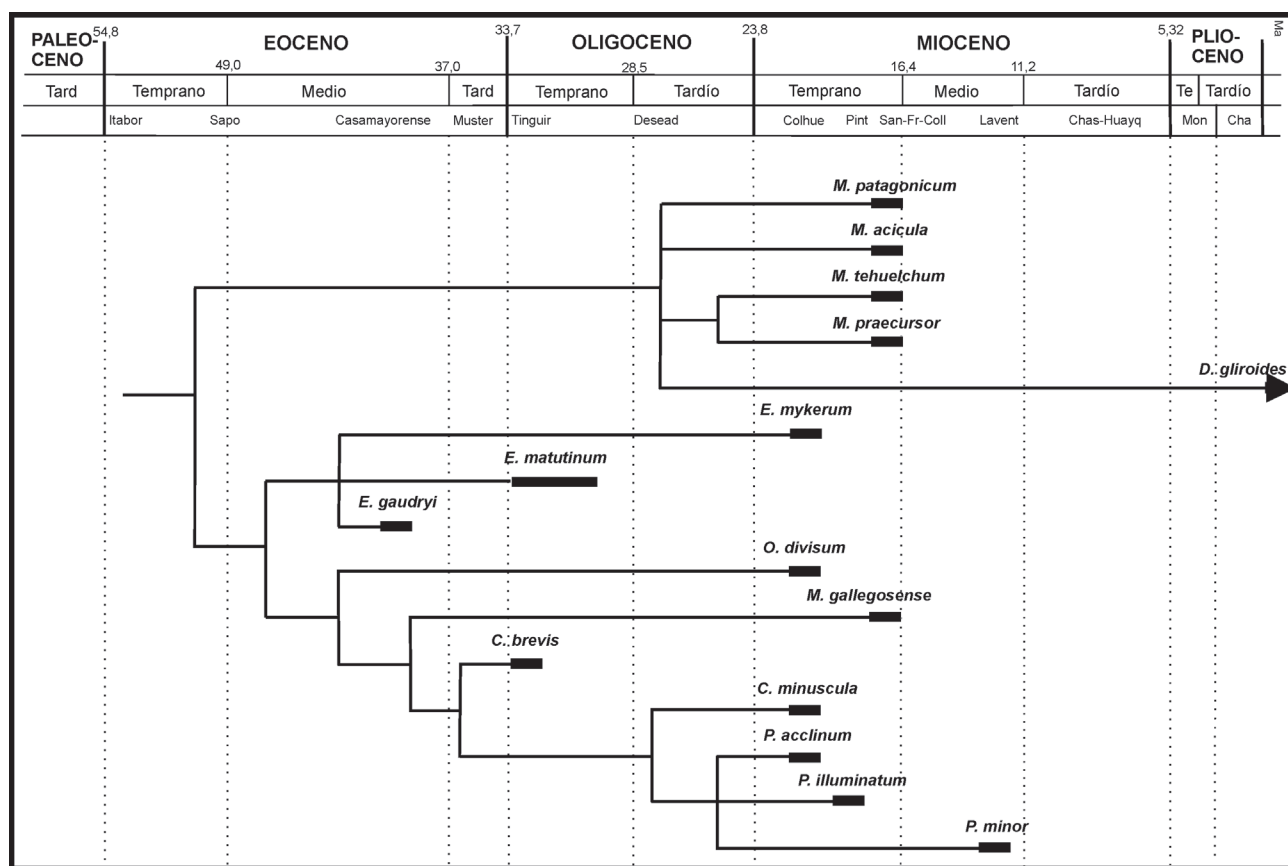 54,8 33,7 23,8 5,32 Ma
PALEO-
CENO EOCENO OLIGOCENO MIOCENO PLIO-
CENO
49,0 37,0 28,5 16,4 11,2
Tard Temprano Medio Tard Temprano Tardío Temprano Medio Tardío Te Tardío
Itabor Sapo Casamayorense Muster Tinguir Desead Colhue Pint San-Fr-Coll Lavent Chas-Huayq Mon Cha
M. patagonicum
M. acicula
M. tehuelchum
M. praecursor
D. gliroides
E. mykerum
E. matutinum
E. gaudryi
O. divisum
M. gallegosense
C. brevis
C. minuscula
P. acclinum
P. illuminatum
P. minor